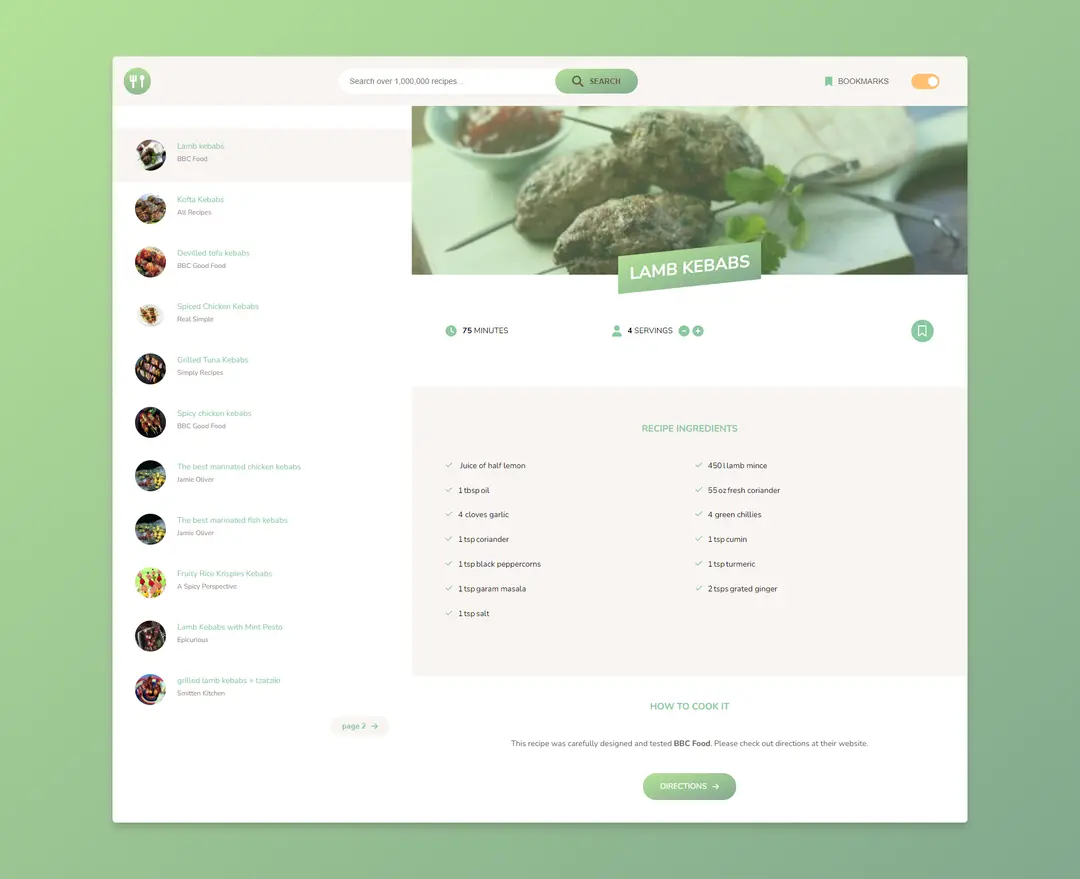 Search over 1,000,000 recipes...
SEARCH
BOOKMARKS
Lamb kebabs
BBC Food
Kofta Kebabs
All Recipes
Devilled tofu kebabs
BBC Good Food
Spiced Chicken Kebabs
Real Simple
Grilled Tuna Kebabs
Simply Recipes
Spicy chicken kebabs
BBC Good Food
The best marinated chicken kebabs
Jamie Oliver
The best marinated fish kebabs
Jamie Oliver
Fruity Rice Krispies Kebabs
A Spicy Perspective
Lamb Kebabs with Mint Pesto
Epicurious
grilled lamb kebabs + tzatziki
Smitten Kitchen
page 2
LAMB KEBABS
75 MINUTES
4 SERVINGS
RECIPE INGREDIENTS
Juice of half lemon
450 l lamb mince
1 tbsp oil
55 oz fresh coriander
4 cloves garlic
4 green chillies
1 tsp coriander
1 tsp cumin
1 tsp black peppercorns
1 tsp turmeric
1 tsp garam masala
2 tsps grated ginger
1 tsp salt
HOW TO COOK IT
This recipe was carefully designed and tested BBC Food. Please check out directions at their website.
DIRECTIONS